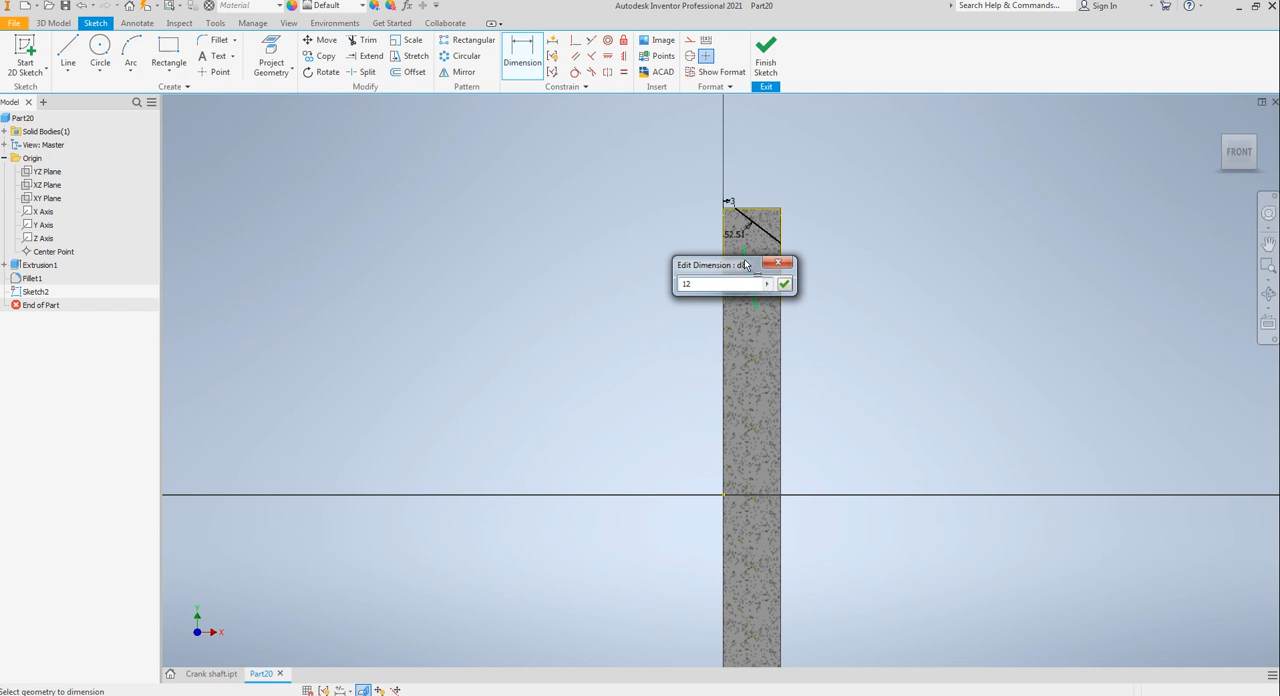 Material
Default
Autodesk Inventor Professional 2021 Part20
Search Help & Commands...
Sign In
File
3D Model
Sketch
Annotate
Inspect
Tools
Manage
View
Environments
Get Started
Collaborate
Start
2D Sketch
Line
Circle
Arc
Rectangle
Fillet
Text
Point
Project
Geometry
Move
Copy
Rotate
Trim
Extend
Split
Scale
Stretch
Offset
Rectangular
Circular
Mirror
Dimension
Image
Points
ACAD
Show Format
Finish
Sketch
Sketch
Create
Modify
Pattern
Constrain
Insert
Format
Exit
Model
Part20
Solid Bodies(1)
View: Master
Origin
YZ Plane
XZ Plane
XY Plane
X Axis
Y Axis
Z Axis
Center Point
Extrusion1
Fillet1
Sketch2
End of Part
FRONT
3
52.51
Edit Dimension :
12
Y
X
Crank shaft.ipt
Part20
Select geometry to dimension